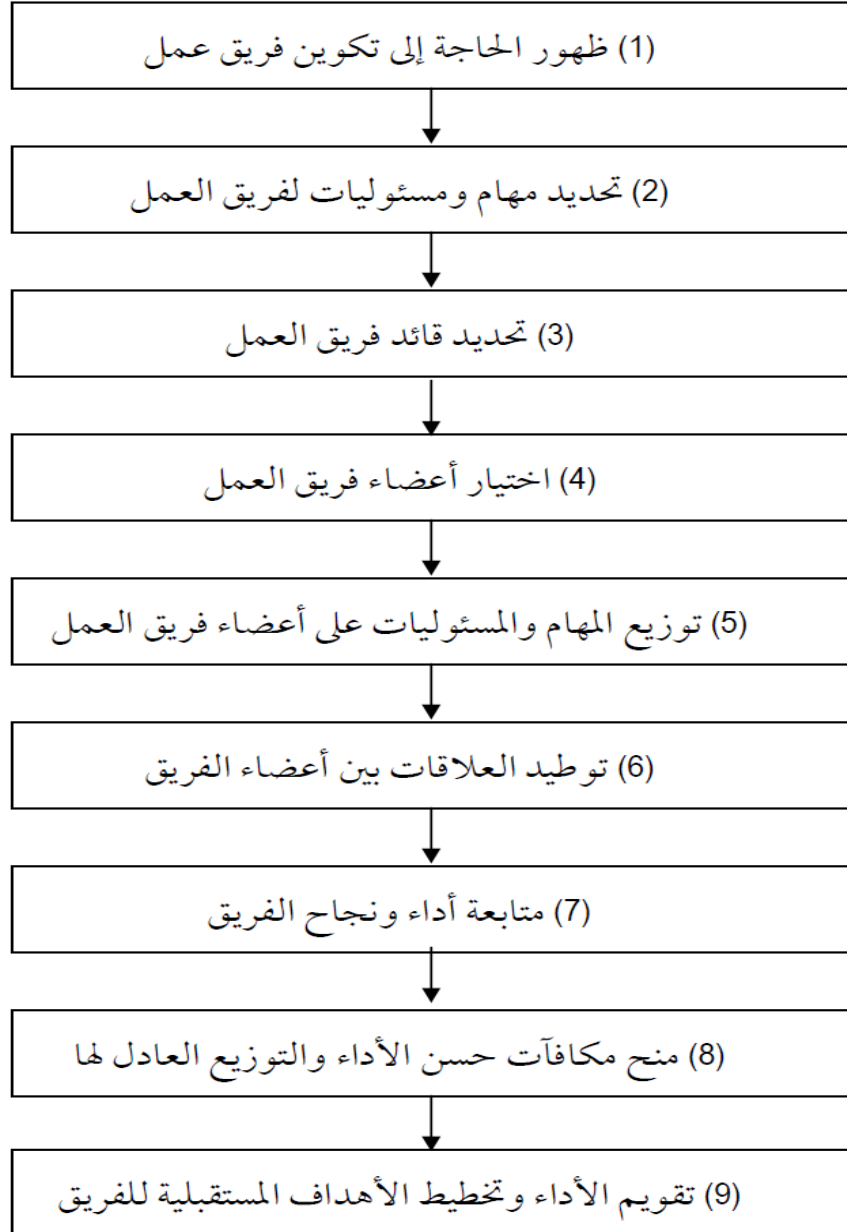 (1) ظهور الحاجة إلى تكوين فريق عمل
(2) تحديد مهام ومسئوليات لفريق العمل
(3) تحديد قائد فريق العمل
(4) اختيار أعضاء فريق العمل
(5) توزيع المهام والمسئوليات على أعضاء فريق العمل
(6) توطيد العلاقات بين أعضاء الفريق
(7) متابعة أداء ونجاح الفريق
(8) منح مكافآت حسن الأداء والتوزيع العادل لها
(9) تقويم الأداء وتخطيط الأهداف المستقبلية للفريق